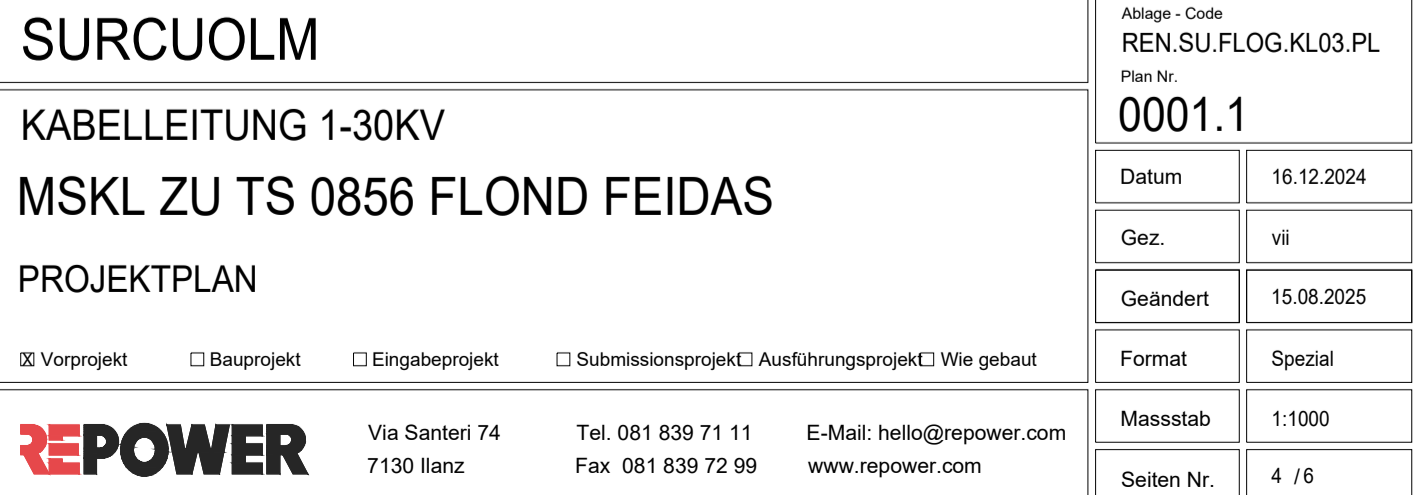 SURCUOLM
Ablage - Code
REN.SU.FLOG.KL03.PL
Plan Nr.
0001.1
KABELLEITUNG 1-30KV
MSKL ZU TS 0856 FLOND FEIDAS
PROJEKTPLAN
☒ Vorprojekt ☐ Bauprojekt ☐ Eingabeprojekt ☐ Submissionsprojekt ☐ Ausführungsprojekt ☐ Wie gebaut
Datum 16.12.2024
Gez. vii
Geändert 15.08.2025
Format Spezial
Massstab 1:1000
Seiten Nr. 4 / 6
REPOWER
Via Santeri 74 Tel. 081 839 71 11 E-Mail: hello@repower.com
7130 Ilanz Fax 081 839 72 99 www.repower.com